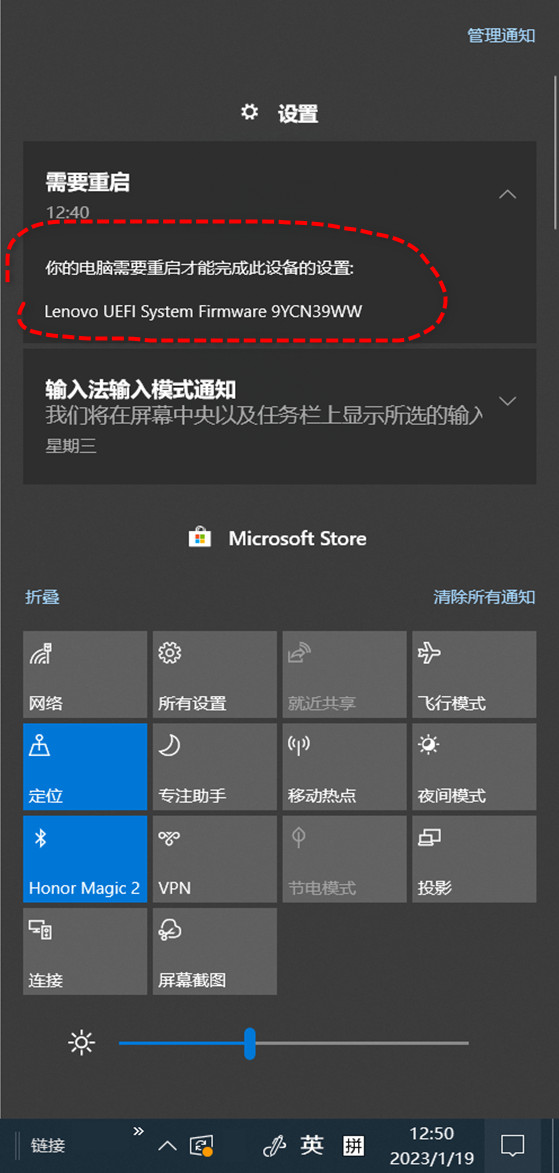 管理通知
设置
需要重启
12:40
你的电脑需要重启才能完成此设备的设置:
Lenovo UEFI System Firmware 9YCN39WW
输入法输入模式通知
我们将在屏幕中央以及任务栏上显示所选的输入
星期三
Microsoft Store
折叠
清除所有通知
网络
所有设置
就近共享
飞行模式
定位
专注助手
移动热点
夜间模式
Honor Magic 2
VPN
节电模式
投影
连接
屏幕截图
链接
英
拼
12:50
2023/1/19